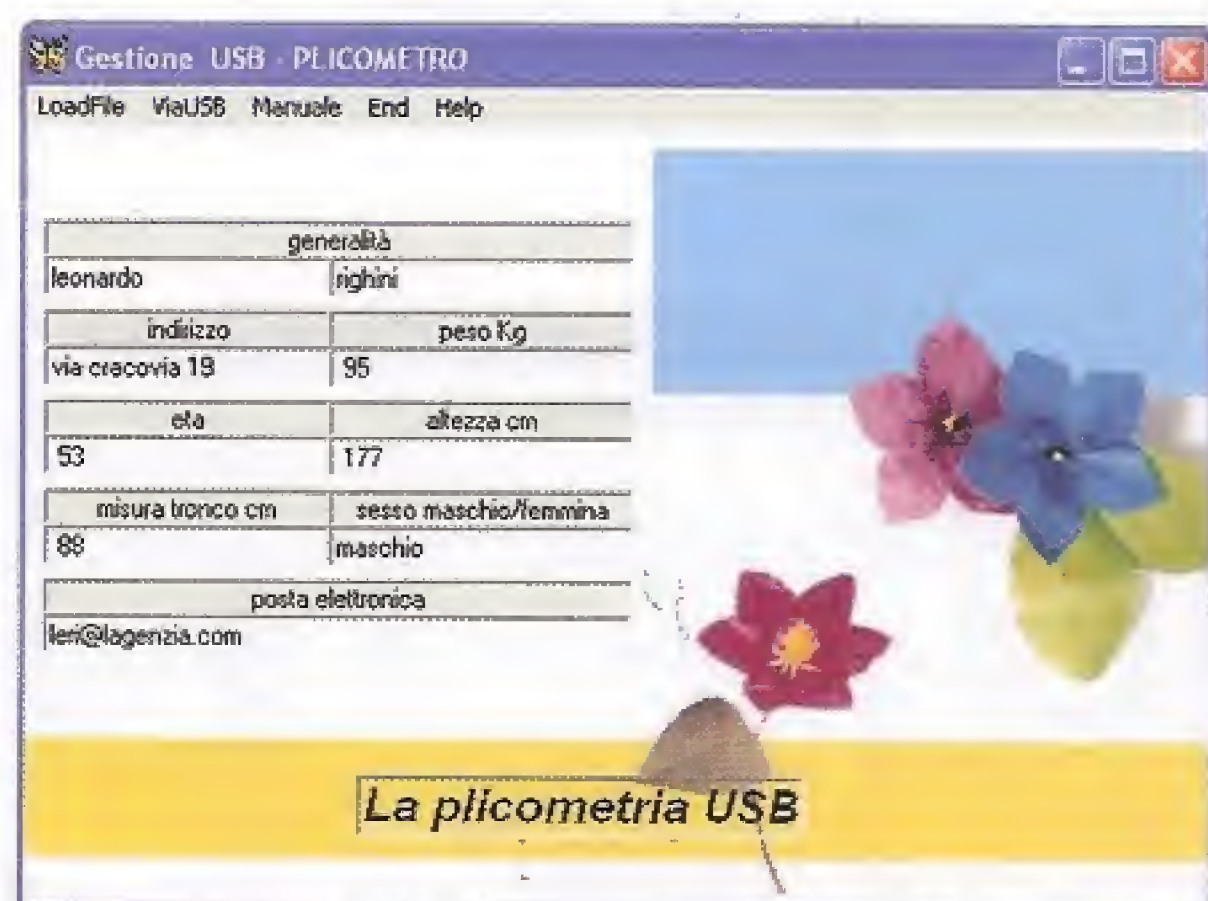 Gestione USB - PLICOMETRO
LoadFile ViaUSB Manuale End Help
generalità
leonardo righini
indirizzo peso Kg
via cracovia 19 95
eta altezza cm
53 177
misura tronco cm sesso maschio/femmina
88 maschio
posta elettronica
leri@lagenzia.com
La plicometria USB